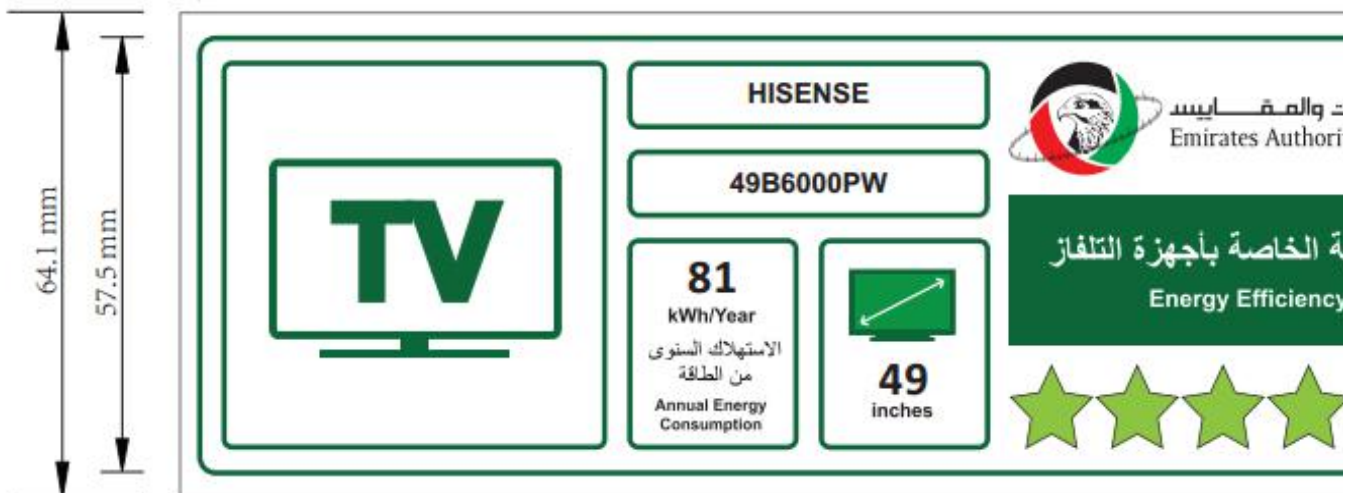 64.1 mm
57.5 mm
TV
HISENSE
49B6000PW
81
kWh/Year
الاستهلاك السنوى
من الطاقة
Annual Energy
Consumption
49
inches
والمقاييس
Emirates Authori
ة الخاصة بأجهزة التلفاز
Energy Efficiency